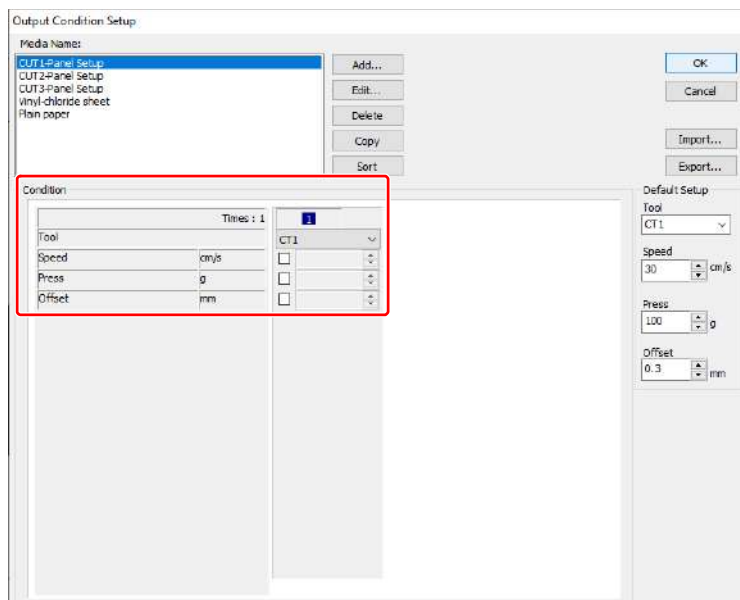 Output Condition Setup
Media Name:
CUT1-Panel Setup
CUT2-Panel Setup
CUT3-Panel Setup
Vinyl-chloride sheet
Plain paper
Add...
Edit...
Delete
Copy
Sort
OK
Cancel
Import...
Export...
Condition
Times : 1
1
Tool
CT1
Speed cm/s
Press g
Offset mm
Default Setup
Tool
CT1
Speed
30 cm/s
Press
100 g
Offset
0.3 mm